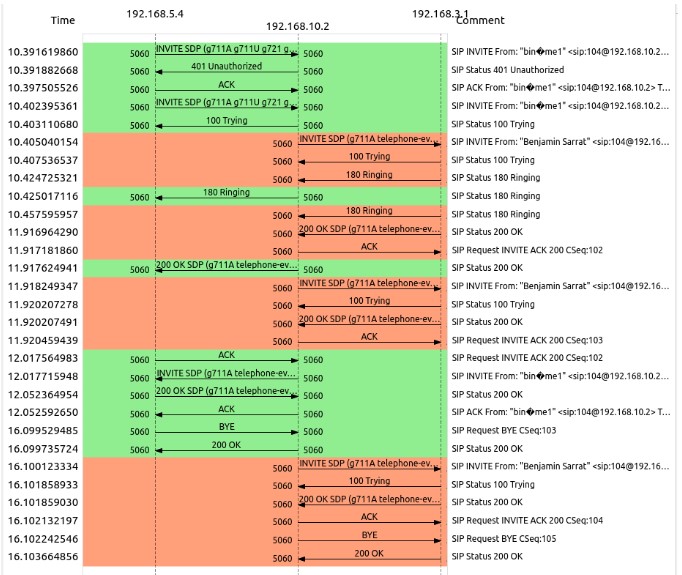 Time 192.168.5.4 192.168.10.2 192.168.3.1 Comment
10.391619860 5060 INVITE SDP (g711A g711U g721 g... 5060 SIP INVITE From: "bin�me1" <sip:104@192.168.10.2...
10.391882668 5060 401 Unauthorized 5060 SIP Status 401 Unauthorized
10.397505526 5060 ACK 5060 SIP ACK From: "bin�me1" <sip:104@192.168.10.2> T...
10.402395361 5060 INVITE SDP (g711A g711U g721 g... 5060 SIP INVITE From: "bin�me1" <sip:104@192.168.10.2...
10.403110680 5060 100 Trying 5060 SIP Status 100 Trying
10.405040154 5060 INVITE SDP (g711A telephone-ev... SIP INVITE From: "Benjamin Sarrat" <sip:104@192.16...
10.407536537 5060 100 Trying SIP Status 100 Trying
10.424725321 5060 180 Ringing SIP Status 180 Ringing
10.425017116 5060 180 Ringing 5060 SIP Status 180 Ringing
10.457595957 5060 180 Ringing SIP Status 180 Ringing
11.916964290 5060 200 OK SDP (g711A telephone-ev... SIP Status 200 OK
11.917181860 5060 ACK SIP Request INVITE ACK 200 CSeq:102
11.917624941 5060 200 OK SDP (g711A telephone-ev... 5060 SIP Status 200 OK
11.918249347 5060 INVITE SDP (g711A telephone-ev... SIP INVITE From: "Benjamin Sarrat" <sip:104@192.16...
11.920207278 5060 100 Trying SIP Status 100 Trying
11.920207491 5060 200 OK SDP (g711A telephone-ev... SIP Status 200 OK
11.920459439 5060 ACK SIP Request INVITE ACK 200 CSeq:103
12.017564983 5060 ACK 5060 SIP Request INVITE ACK 200 CSeq:102
12.017715948 5060 INVITE SDP (g711A telephone-ev... 5060 SIP INVITE From: "bin�me1" <sip:104@192.168.10.2...
12.052364954 5060 200 OK SDP (g711A telephone-ev... 5060 SIP Status 200 OK
12.052592650 5060 ACK 5060 SIP ACK From: "bin�me1" <sip:104@192.168.10.2> T...
16.099529485 5060 BYE 5060 SIP Request BYE CSeq:103
16.099735724 5060 200 OK 5060 SIP Status 200 OK
16.100123334 5060 INVITE SDP (g711A telephone-ev... SIP INVITE From: "Benjamin Sarrat" <sip:104@192.16...
16.101858933 5060 100 Trying SIP Status 100 Trying
16.101859030 5060 200 OK SDP (g711A telephone-ev... SIP Status 200 OK
16.102132197 5060 ACK SIP Request INVITE ACK 200 CSeq:104
16.102242546 5060 BYE SIP Request BYE CSeq:105
16.103664856 5060 200 OK SIP Status 200 OK